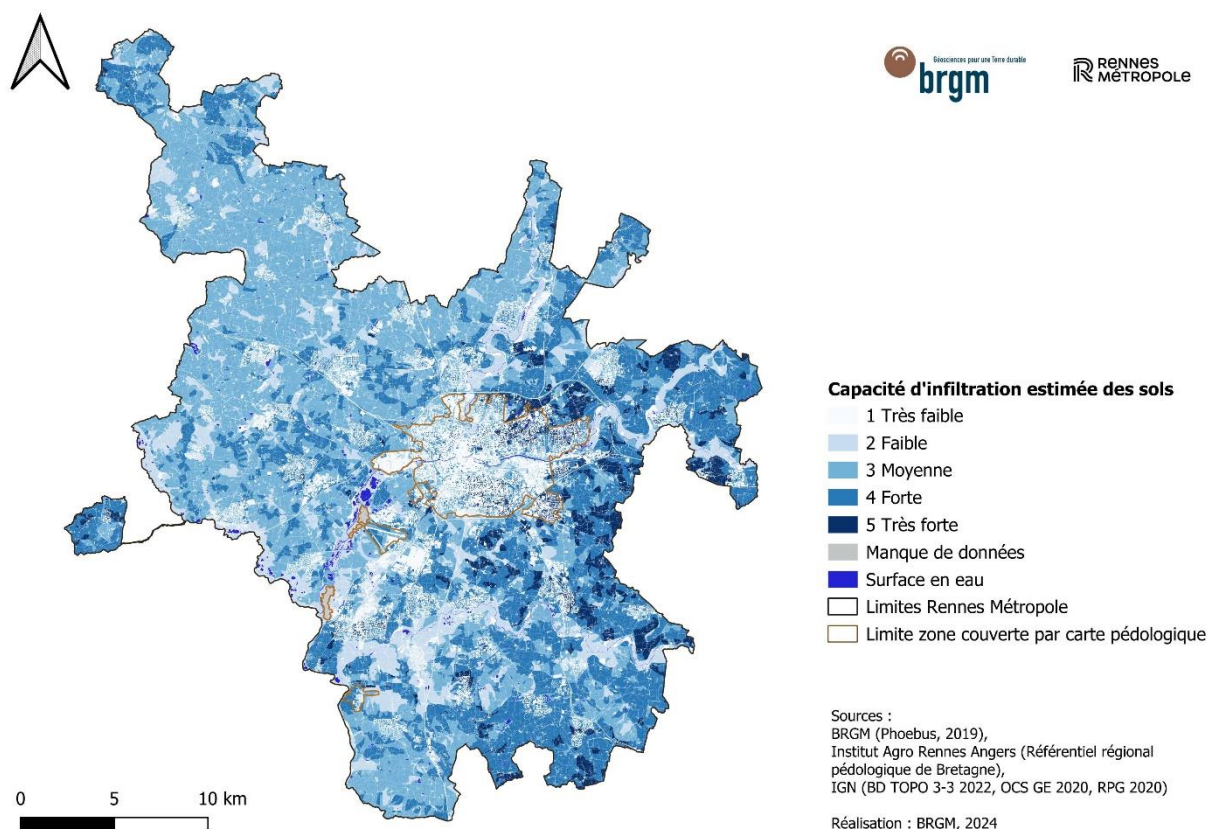 Géosciences pour une Terre durable
brgm
RENNES
MÉTROPOLE
Capacité d'infiltration estimée des sols
1 Très faible
2 Faible
3 Moyenne
4 Forte
5 Très forte
Manque de données
Surface en eau
Limites Rennes Métropole
Limite zone couverte par carte pédologique
Sources :
BRGM (Phoebus, 2019),
Institut Agro Rennes Angers (Référentiel régional
pédologique de Bretagne),
IGN (BD TOPO 3-3 2022, OCS GE 2020, RPG 2020)
Réalisation : BRGM, 2024
0 5 10 km